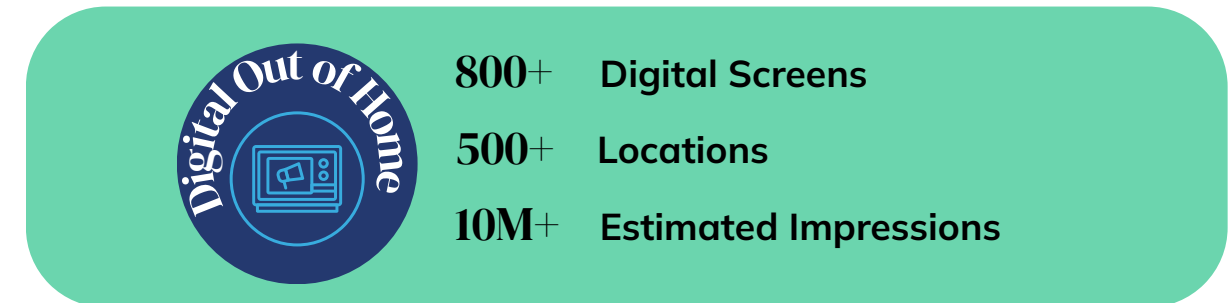 Digital Out of Home
800+ Digital Screens
500+ Locations
10M+ Estimated Impressions